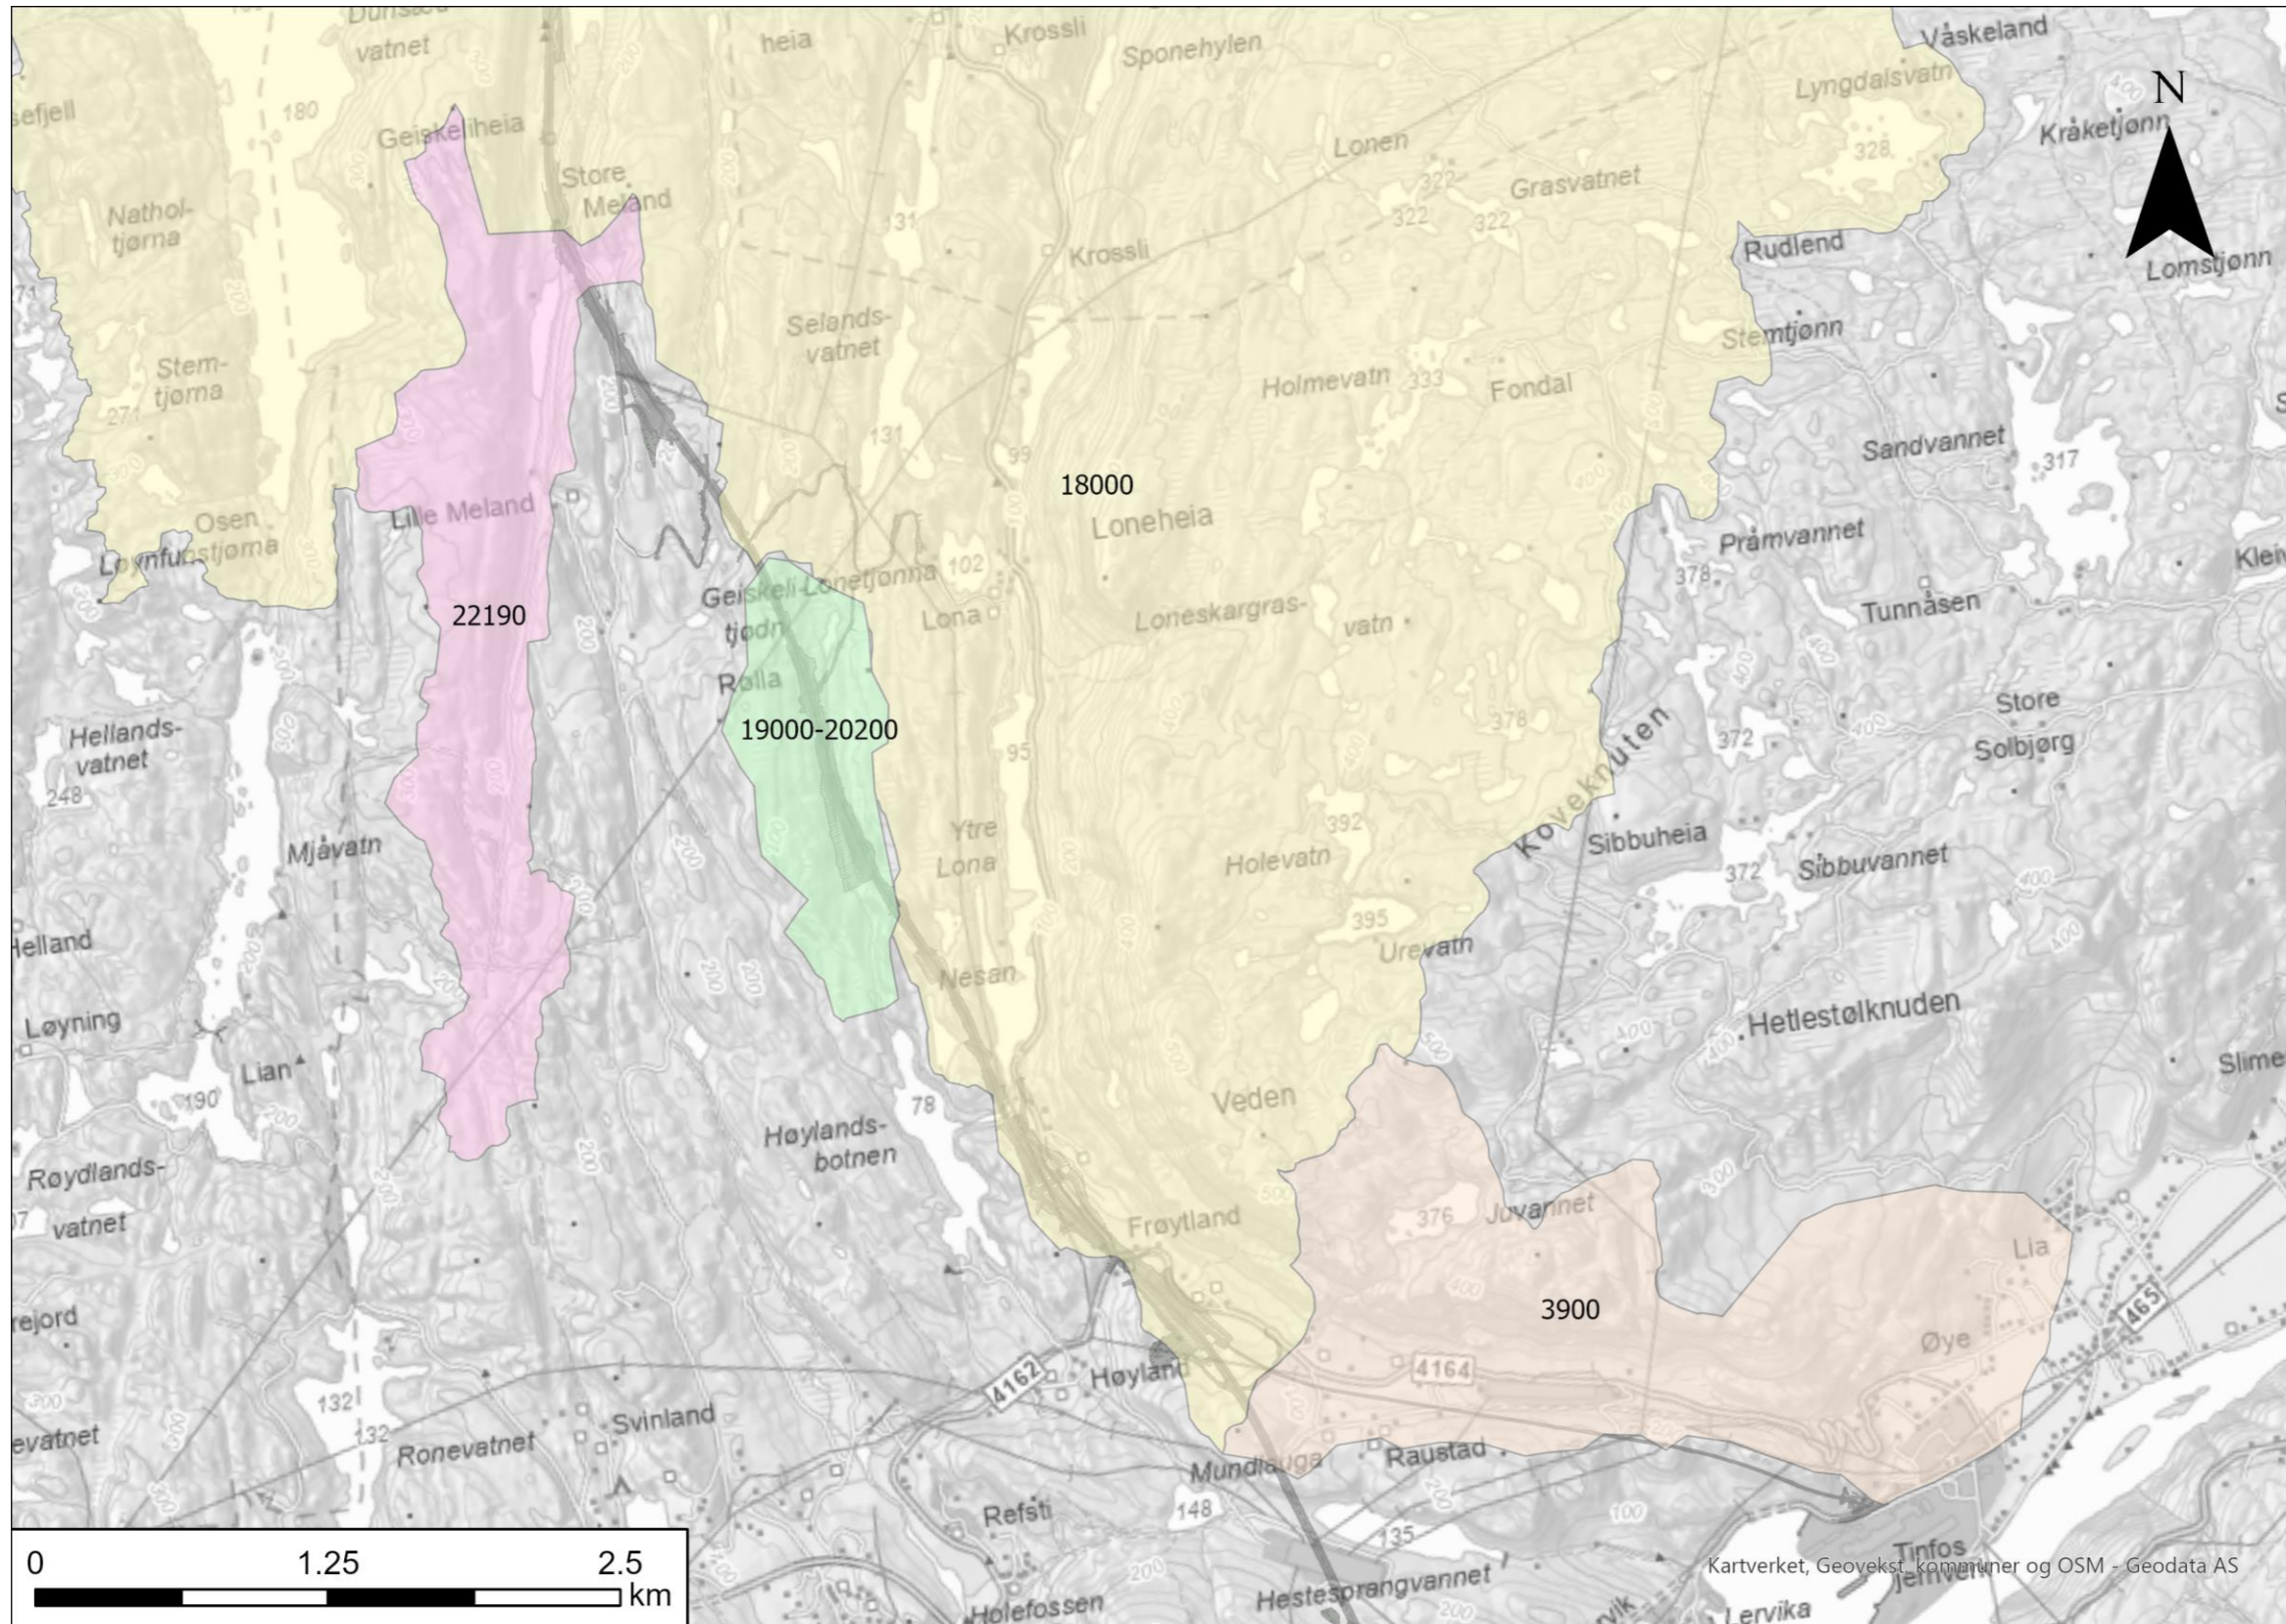 vatnet
heia
Krossli
Sponehylen
Våskeland
Lyngdalsvatn
N
180
Geiskeliheia
Kråketjønn
400
328
Lonen
Store
Meland
322
Grasvatnet
322
322
Nathol-
tjørna
131
Krossli
Rudlend
Lomstjønn
Selands-
vatnet
Stemtjønn
Stem-
tjørna
271
Holmevatn
333
Fondal
131
99
Sandvannet
317
18000
Loneheia
Lille Meland
Osen
Pråmvannet
378
Geiskeli-
tjødn
Lonetjønna
102
Lona
Loneskargras-
vatn
Tunnåsen
22190
Rølla
19000-20200
Hellands-
vatnet
248
95
378
372
Store
Solbjørg
Koveknuten
Mjåvatn
Ytre
Lona
392
Holevatn
Sibbuheia
372
Sibbuvannet
395
Urevatn
Nesan
Løyning
Lian
190
Hetlestølknuden
78
Veden
Høylands-
botnen
Røydlands-
vatnet
Frøytland
376
Juvannet
Lia
3900
Øye
465
4164
4162
Høyland
132
132
Ronevatnet
Svinland
Mundlauga
Raustad
Refsti
148
135
Hestesprangvannet
Holefossen
Tinfos
jernverk
Lervika
0 1.25 2.5
km
Kartverket, Geovekst, kommuner og OSM - Geodata AS